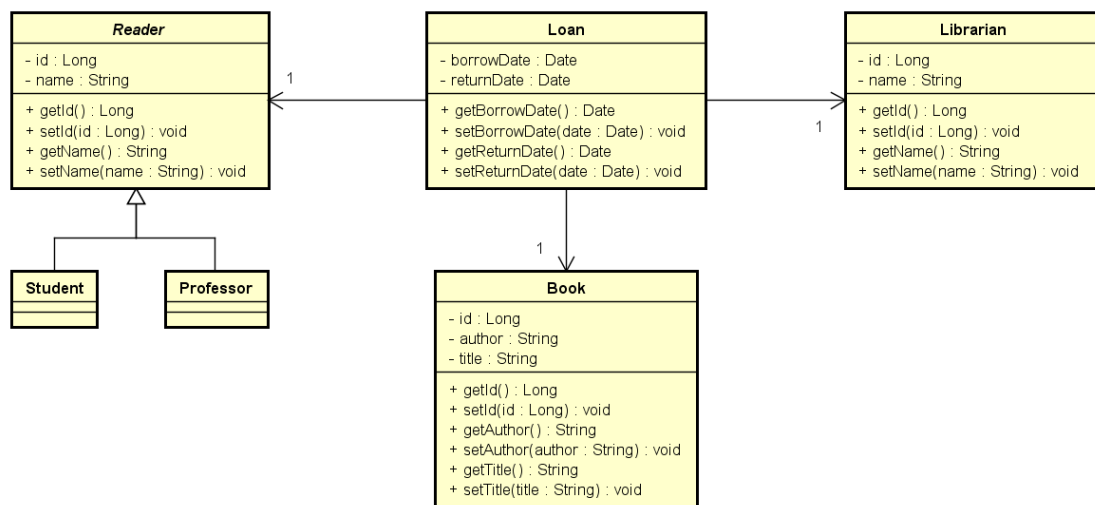 Reader
- id : Long
- name : String
+ getId() : Long
+ setId(id : Long) : void
+ getName() : String
+ setName(name : String) : void
1
Loan
- borrowDate : Date
- returnDate : Date
+ getBorrowDate() : Date
+ setBorrowDate(date : Date) : void
+ getReturnDate() : Date
+ setReturnDate(date : Date) : void
1
Librarian
- id : Long
- name : String
+ getId() : Long
+ setId(id : Long) : void
+ getName() : String
+ setName(name : String) : void
Student
Professor
1
Book
- id : Long
- author : String
- title : String
+ getId() : Long
+ setId(id : Long) : void
+ getAuthor() : String
+ setAuthor(author : String) : void
+ getTitle() : String
+ setTitle(title : String) : void